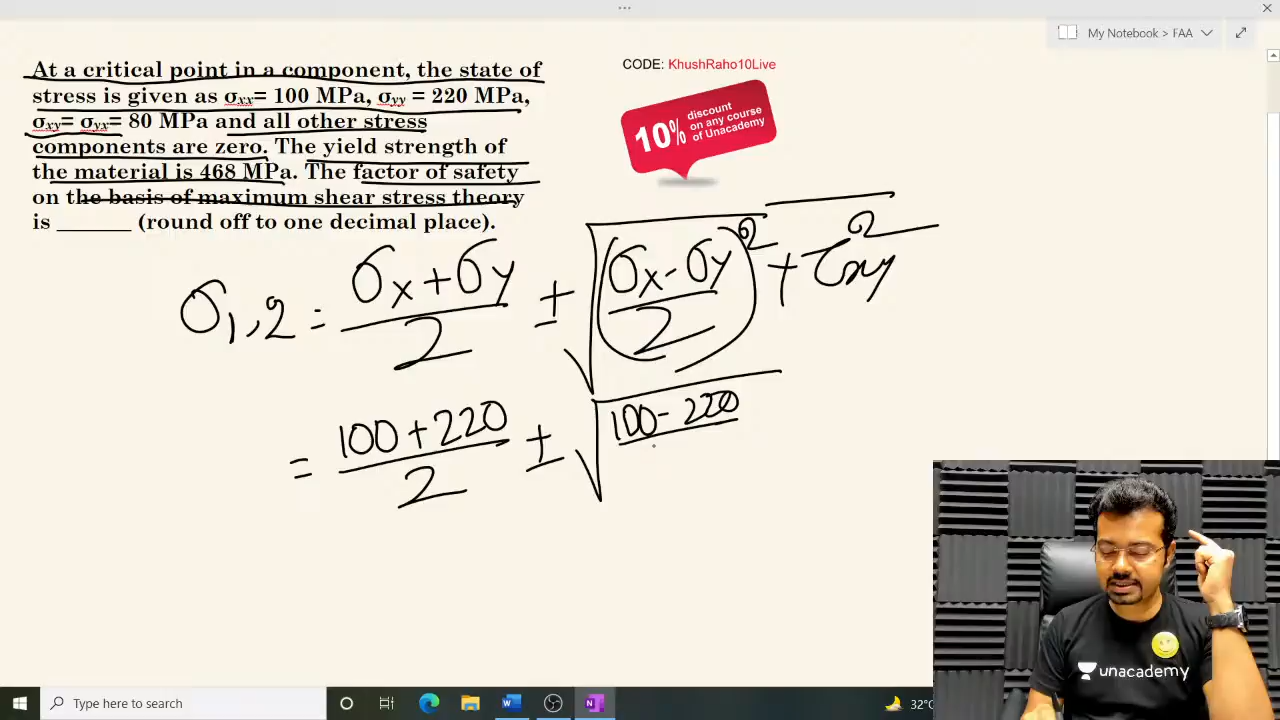 My Notebook > FAA
At a critical point in a component, the state of
stress is given as σxx= 100 MPa, σyy = 220 MPa,
σxy= σyx= 80 MPa and all other stress
components are zero. The yield strength of
the material is 468 MPa. The factor of safety
on the basis of maximum shear stress theory
is ______ (round off to one decimal place).
CODE: KhushRaho10Live
10% discount
on any course
of Unacademy
σ1,2 = (σx+σy)/2 ± √((σx-σy)/2)² + τxy²
= (100+220)/2 ± √(100-220)
unacademy
Type here to search
32°C